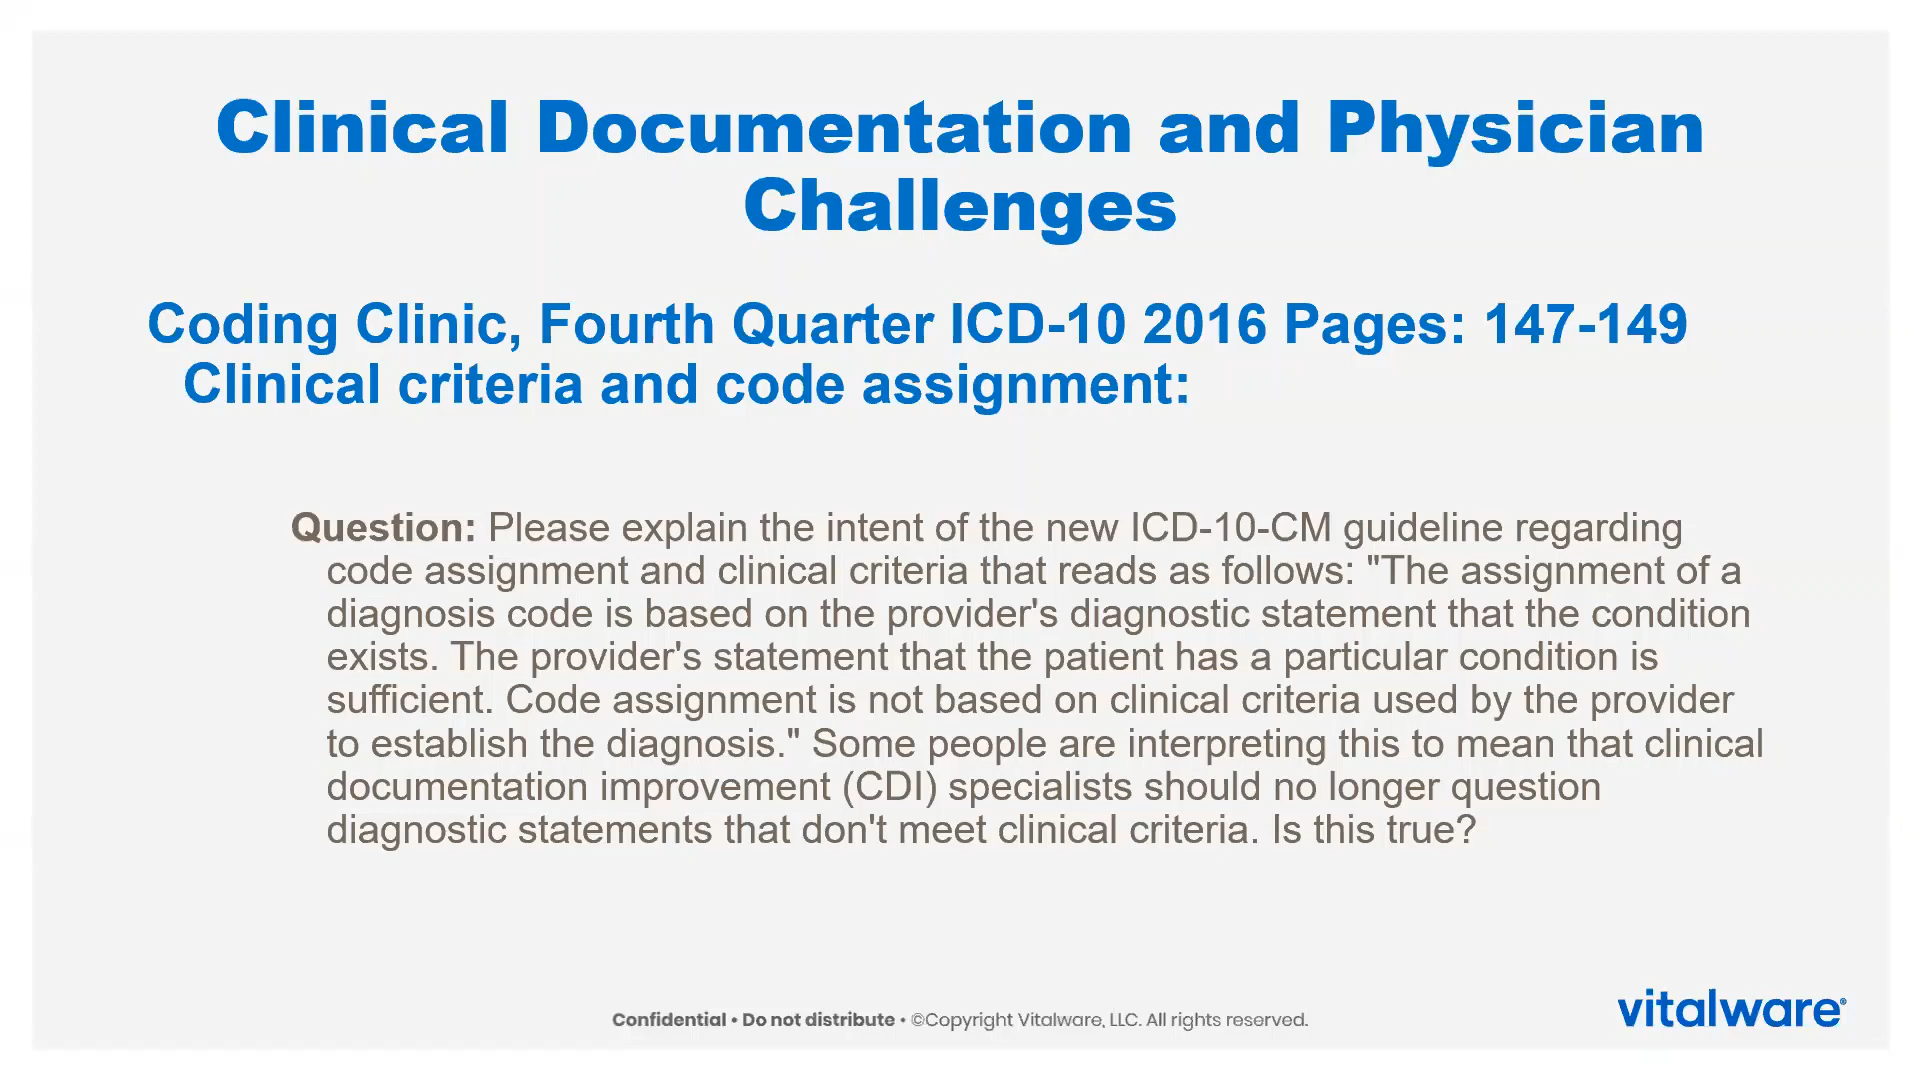 Clinical Documentation and Physician
Challenges
Coding Clinic, Fourth Quarter ICD-10 2016 Pages: 147-149
Clinical criteria and code assignment:
Question: Please explain the intent of the new ICD-10-CM guideline regarding
code assignment and clinical criteria that reads as follows: "The assignment of a
diagnosis code is based on the provider's diagnostic statement that the condition
exists. The provider's statement that the patient has a particular condition is
sufficient. Code assignment is not based on clinical criteria used by the provider
to establish the diagnosis." Some people are interpreting this to mean that clinical
documentation improvement (CDI) specialists should no longer question
diagnostic statements that don't meet clinical criteria. Is this true?
Confidential • Do not distribute • ©Copyright Vitalware, LLC. All rights reserved.
vitalware®